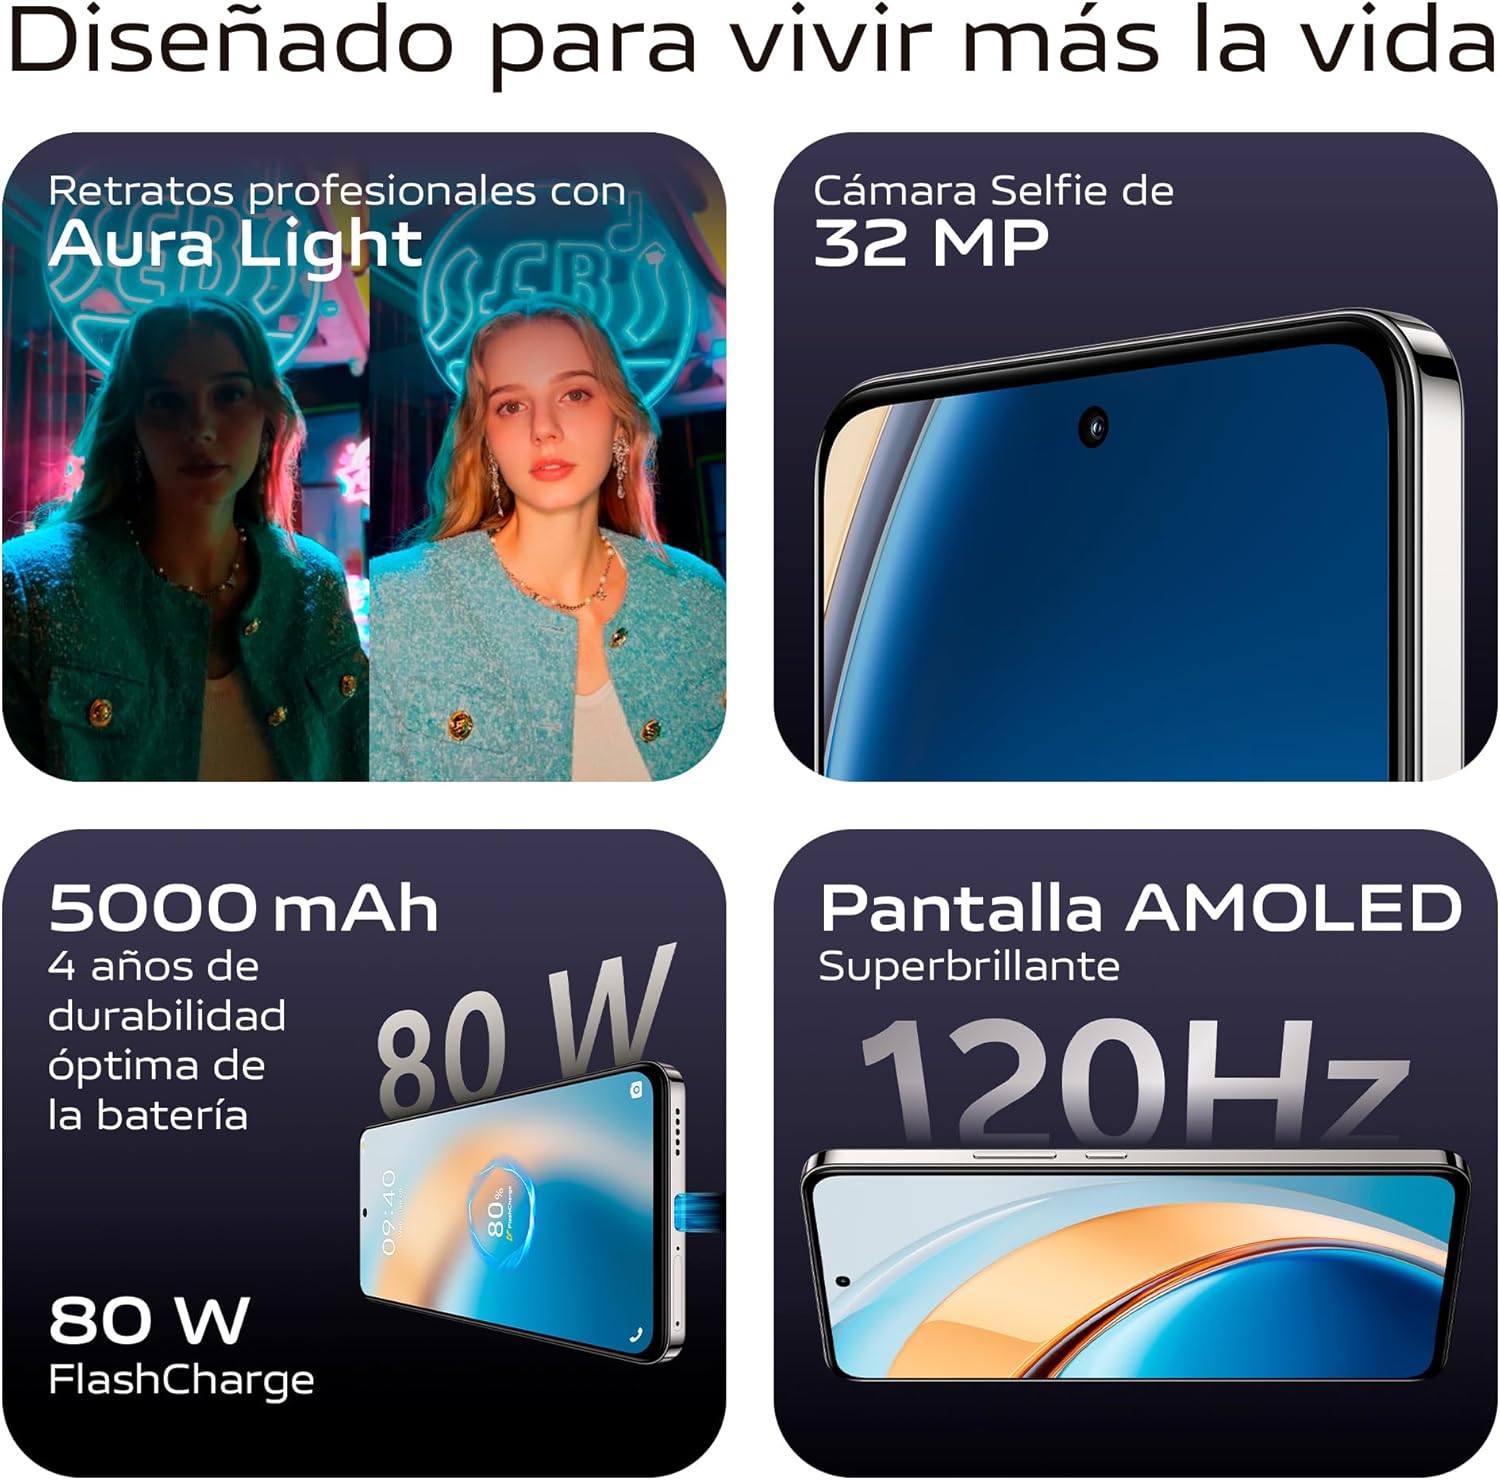 Diseñado para vivir más la vida
Retratos profesionales con
Aura Light
Cámara Selfie de
32 MP
5000 mAh
4 años de
durabilidad
óptima de
la batería
80 W
09:40
80%
FlashCharge
80 W
FlashCharge
Pantalla AMOLED
Superbrillante
120Hz